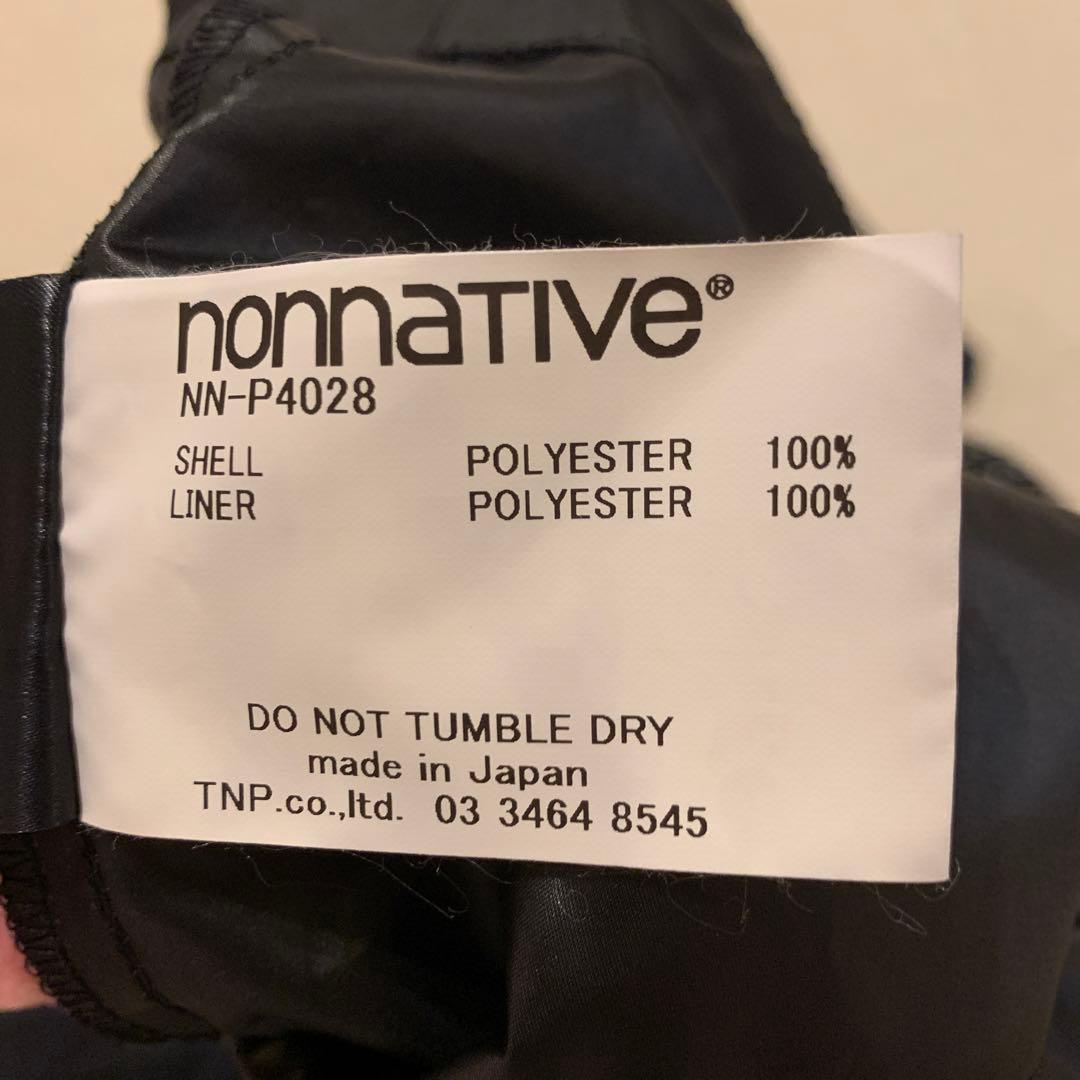 nonnaTIVe®
NN-P4028
SHELL POLYESTER 100%
LINER POLYESTER 100%
DO NOT TUMBLE DRY
made in Japan
TNP.co.,ltd. 03 3464 8545